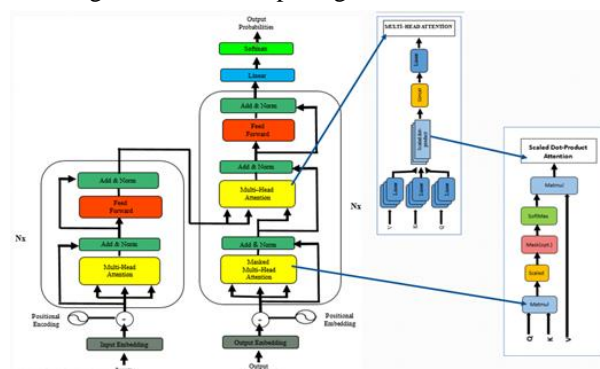 Output
Probabilities
Softmax
Linear
Add & Norm
Feed
Forward
Add & Norm
Multi-Head
Attention
Add & Norm
Masked
Multi-Head
Attention
Nx
Add & Norm
Feed
Forward
Add & Norm
Multi-Head
Attention
Nx
Positional
Encoding
Positional
Embedding
Input Embedding
Output Embedding
Output
MULTI-HEAD ATTENTION
Linear
Linear
Linear
Linear
V
K
Q
Scaled Dot-Product
Attention
Matmul
SoftMax
Mask(opt.)
Scaled
Matmul
Q
K
V